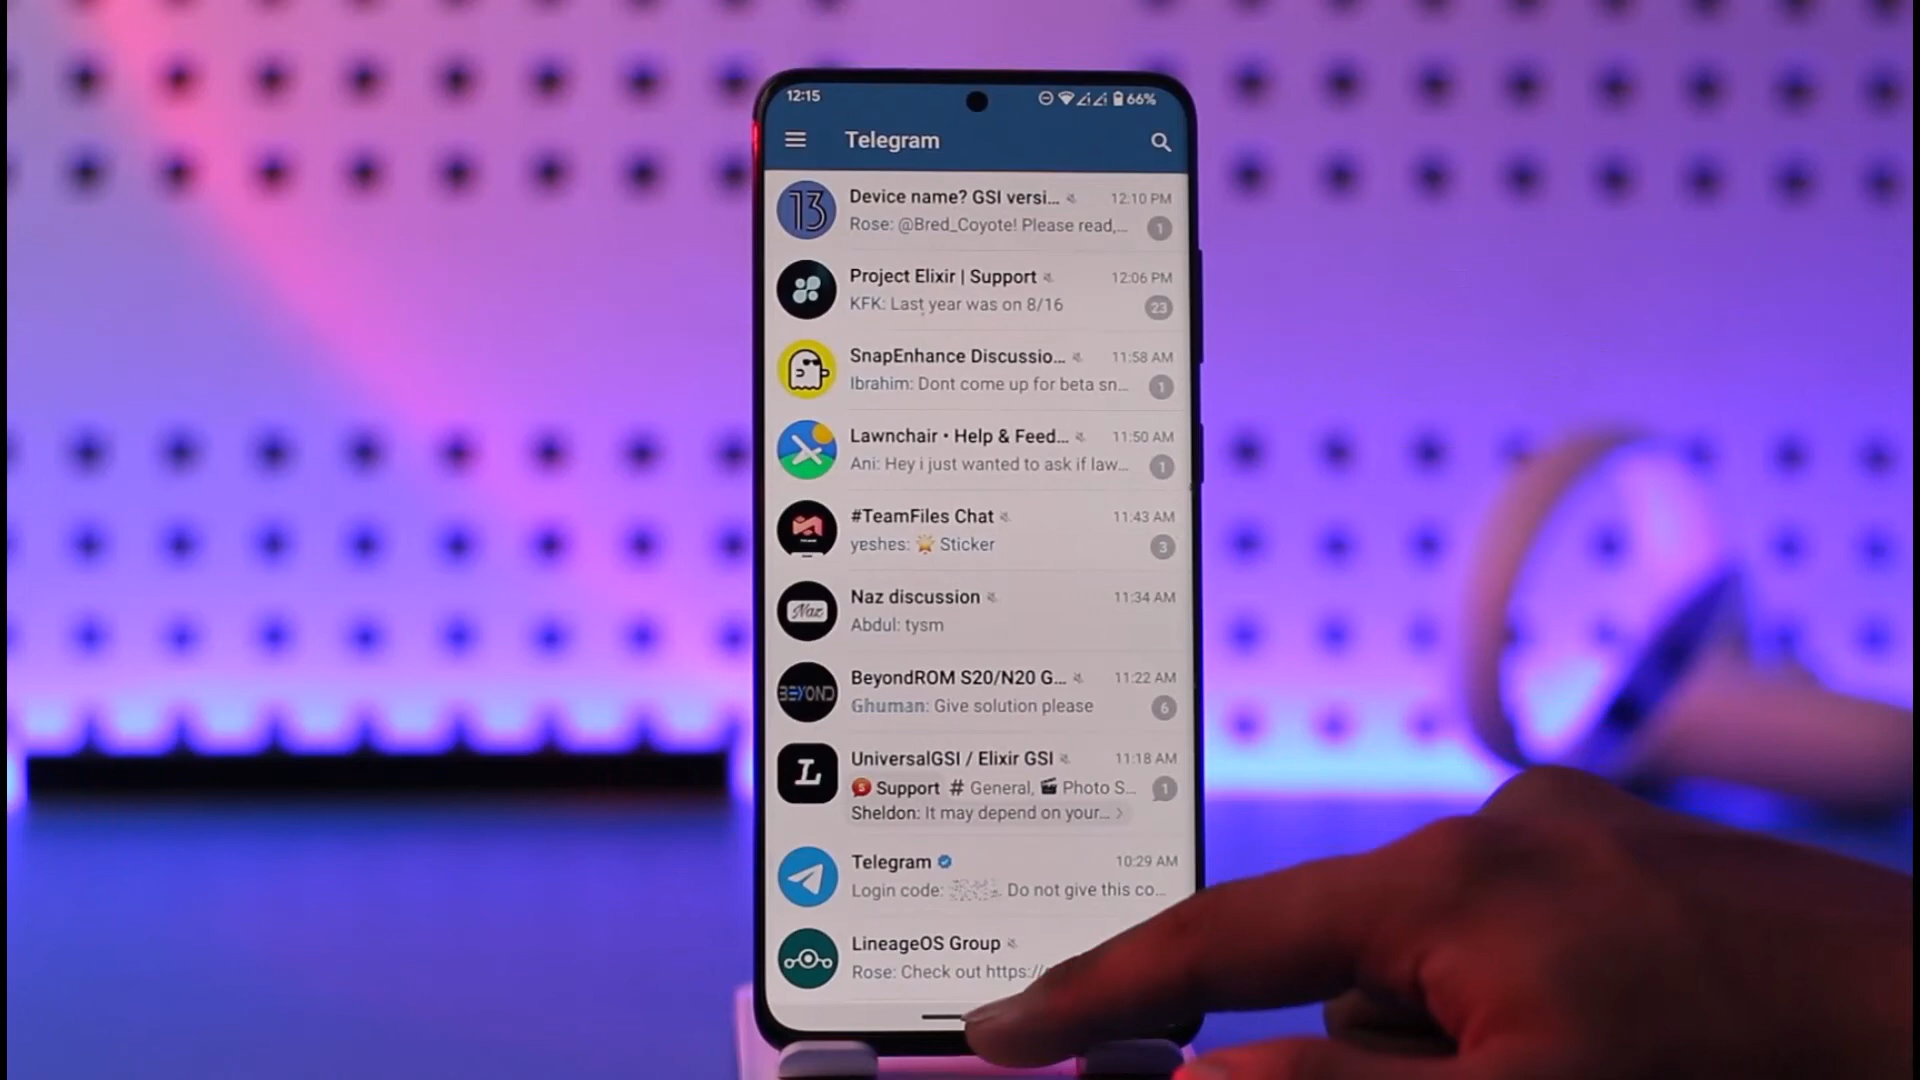 12:15
66%
Telegram
13
Device name? GSI versi...
12:10 PM
Rose: @Bred_Coyote! Please read,...
1
Project Elixir | Support
12:06 PM
KFK: Last year was on 8/16
23
SnapEnhance Discussio...
11:58 AM
Ibrahim: Dont come up for beta sn...
1
Lawnchair • Help & Feed...
11:50 AM
Ani: Hey i just wanted to ask if law...
1
#TeamFiles Chat
11:43 AM
yeshes: 🌟 Sticker
3
Naz
Naz discussion
11:34 AM
Abdul: tysm
BEYOND
BeyondROM S20/N20 G...
11:22 AM
Ghuman: Give solution please
6
L
UniversalGSI / Elixir GSI
11:18 AM
S Support # General, 🎬 Photo S...
1
Sheldon: It may depend on your... >
Telegram
10:29 AM
Login code: . Do not give this co...
LineageOS Group
Rose: Check out https://